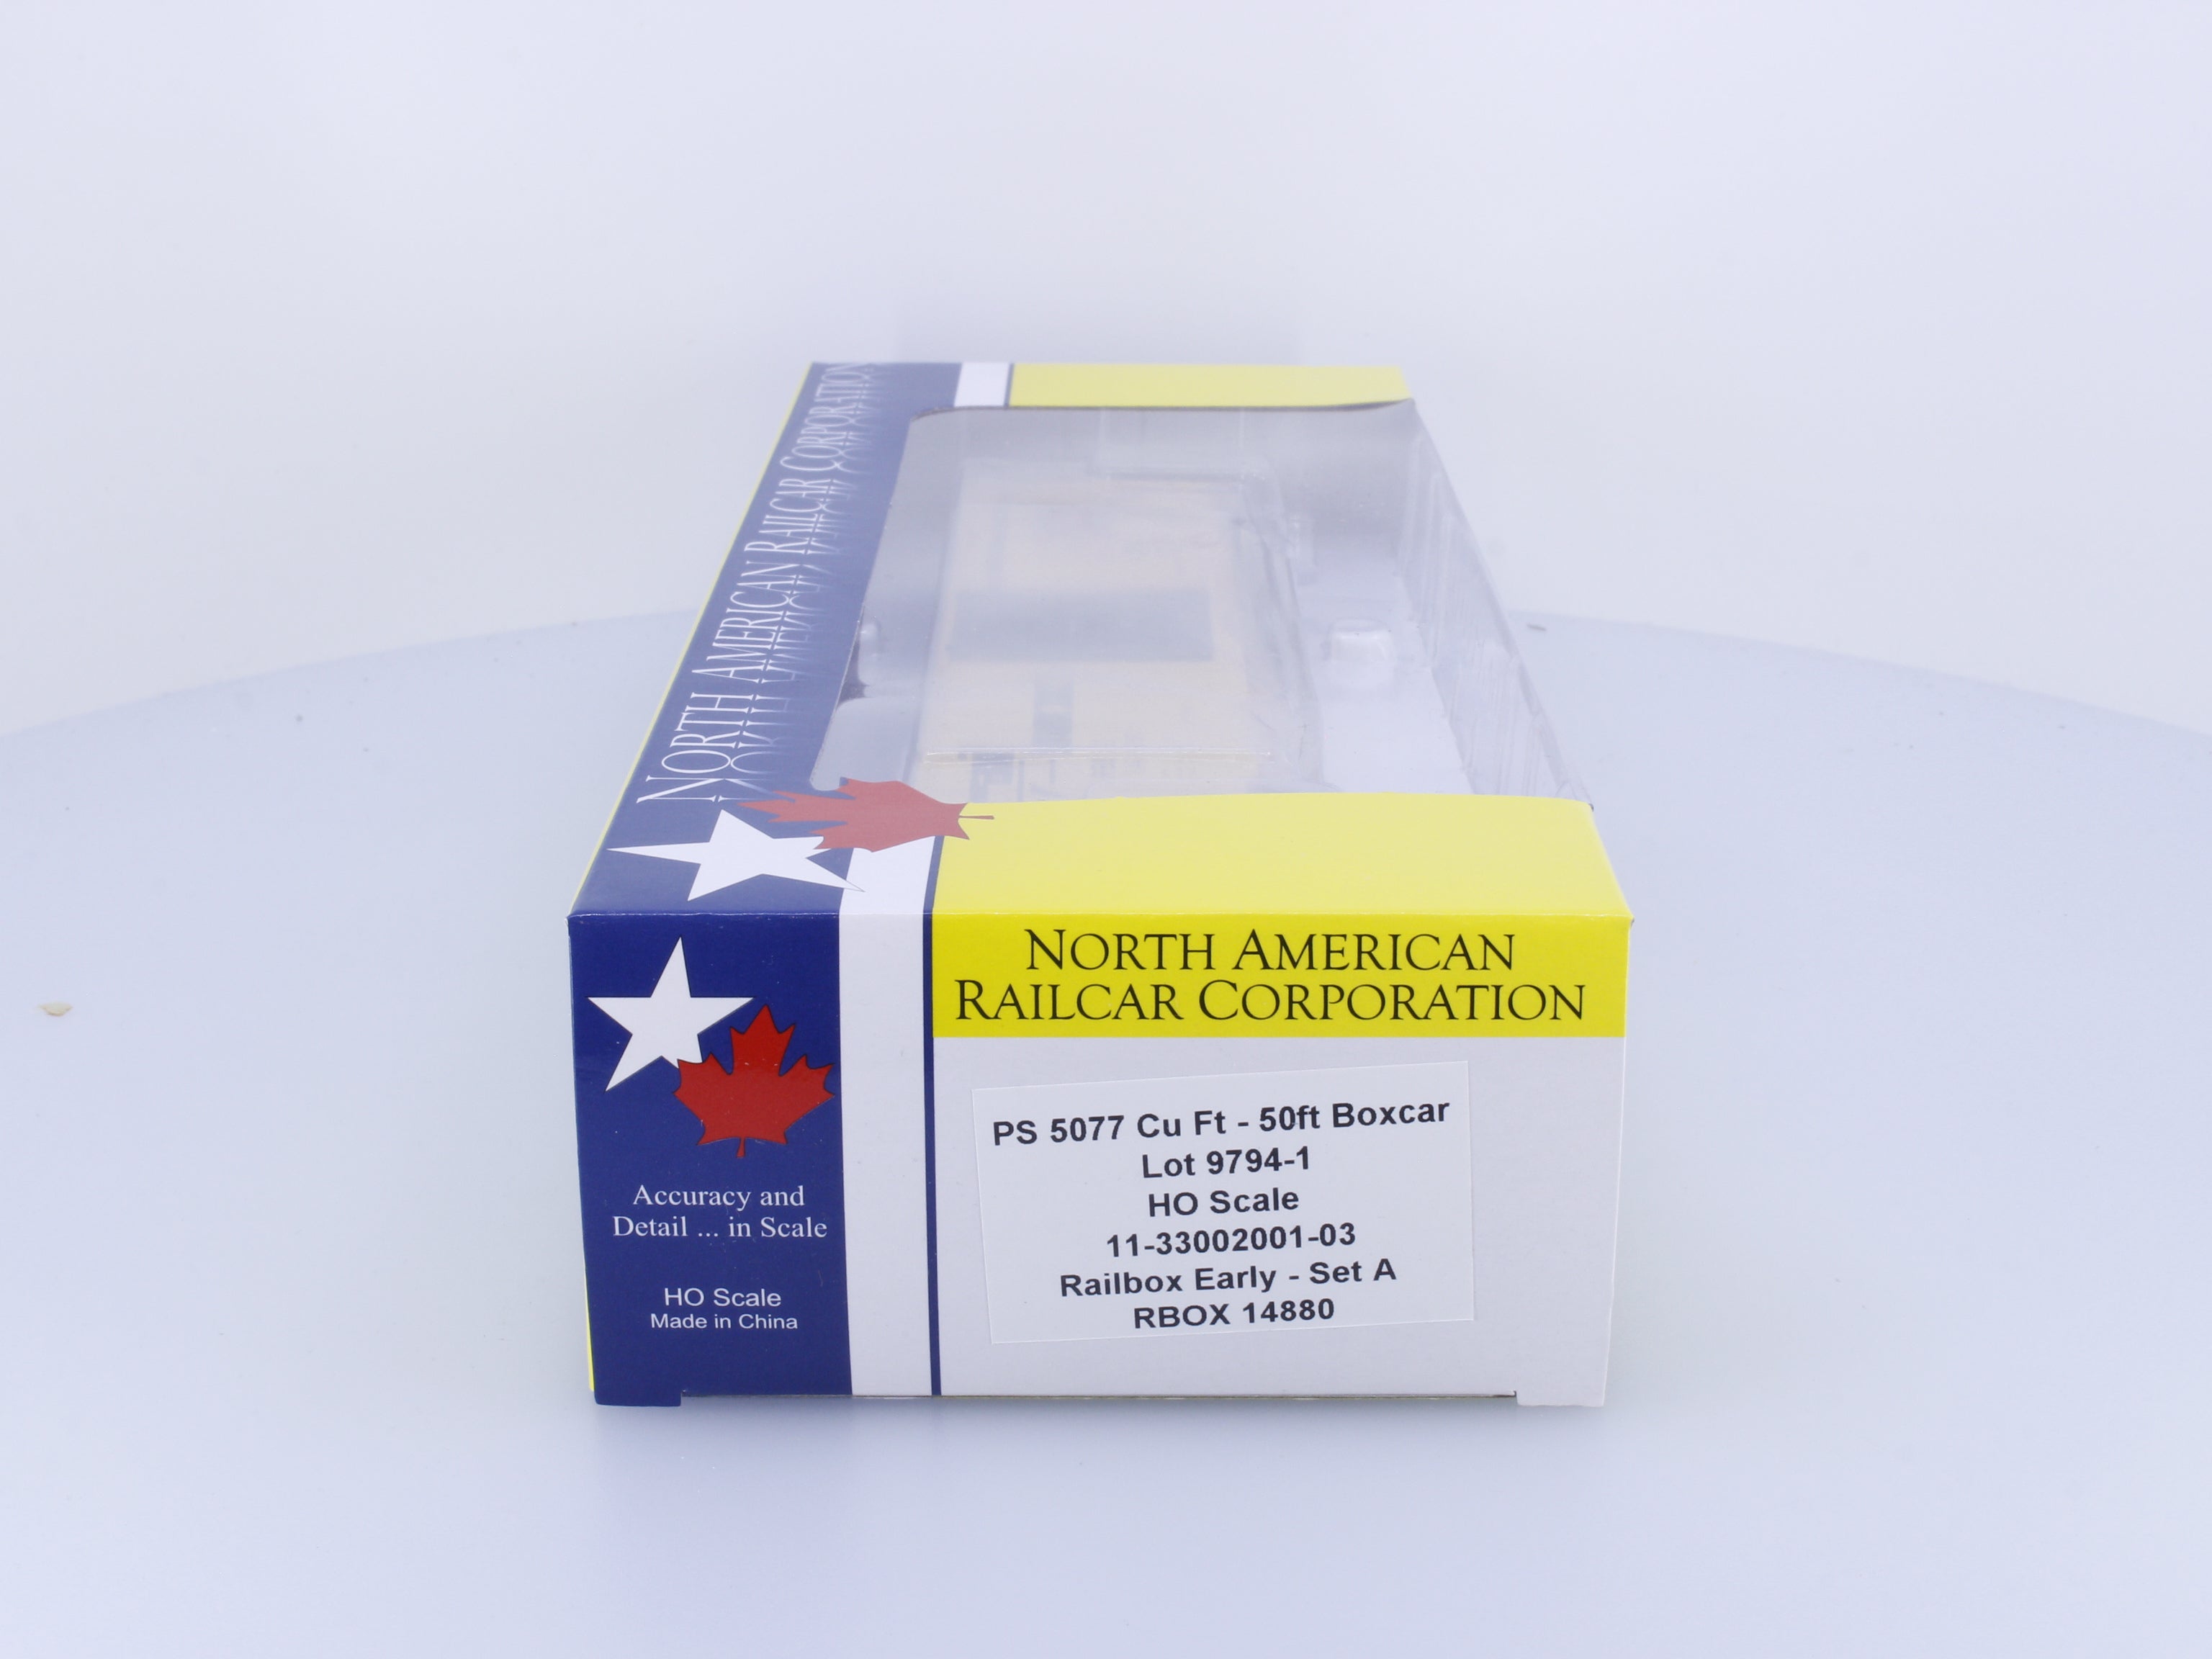 NORTH AMERICAN RAILCAR CORPORATION
NORTH AMERICAN
RAILCAR CORPORATION
Accuracy and
Detail ... in Scale
HO Scale
Made in China
PS 5077 Cu Ft - 50ft Boxcar
Lot 9794-1
HO Scale
11-33002001-03
Railbox Early - Set A
RBOX 14880